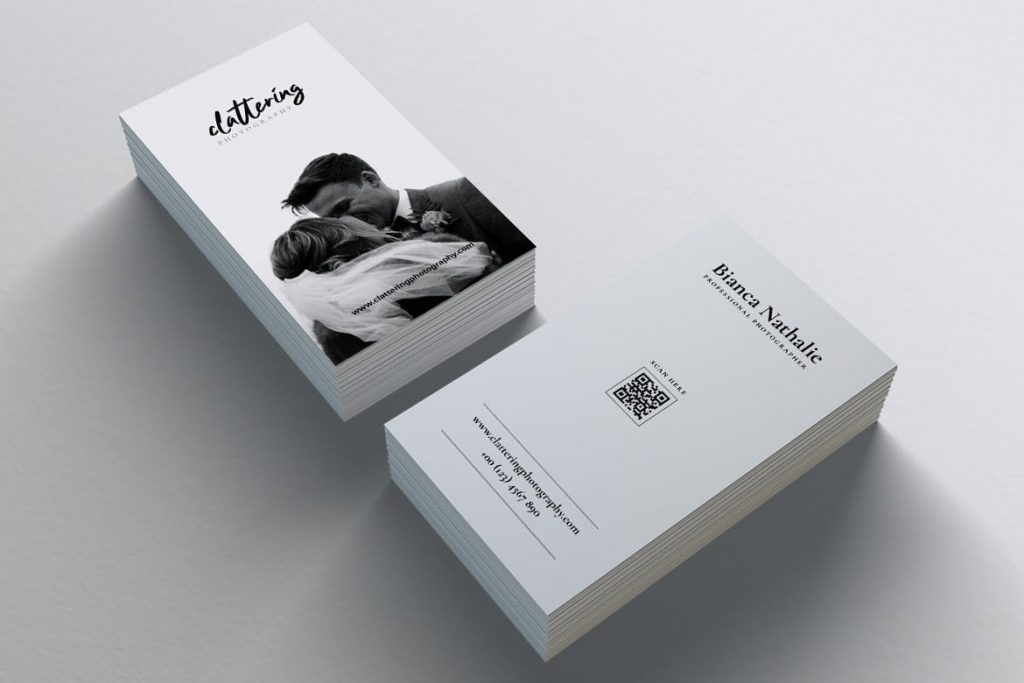 clattering
PHOTOGRAPHY
www.clatteringphotography.com
Bianca Nathalie
PROFESSIONAL PHOTOGRAPHER
SCAN HERE
www.clatteringphotography.com
+00 (123) 4567 890